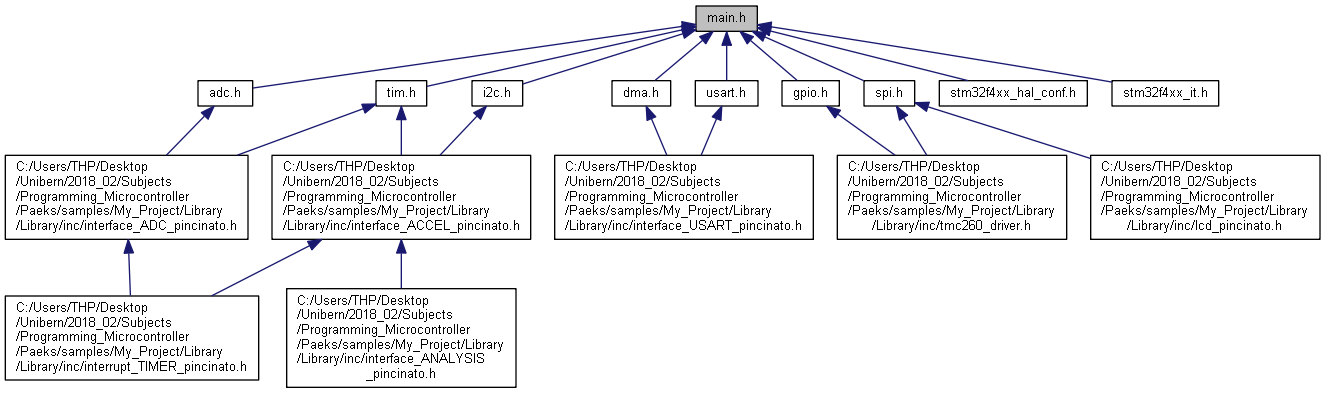 main.h
adc.h
tim.h
i2c.h
dma.h
usart.h
gpio.h
spi.h
stm32f4xx_hal_conf.h
stm32f4xx_it.h
C:/Users/THP/Desktop
/Unibern/2018_02/Subjects
/Programming_Microcontroller
/Paeks/samples/My_Project/Library
/Library/inc/interface_ADC_pincinato.h
C:/Users/THP/Desktop
/Unibern/2018_02/Subjects
/Programming_Microcontroller
/Paeks/samples/My_Project/Library
/Library/inc/interface_ACCEL_pincinato.h
C:/Users/THP/Desktop
/Unibern/2018_02/Subjects
/Programming_Microcontroller
/Paeks/samples/My_Project/Library
/Library/inc/interface_USART_pincinato.h
C:/Users/THP/Desktop
/Unibern/2018_02/Subjects
/Programming_Microcontroller
/Paeks/samples/My_Project/Library
/Library/inc/tmc260_driver.h
C:/Users/THP/Desktop
/Unibern/2018_02/Subjects
/Programming_Microcontroller
/Paeks/samples/My_Project/Library
/Library/inc/lcd_pincinato.h
C:/Users/THP/Desktop
/Unibern/2018_02/Subjects
/Programming_Microcontroller
/Paeks/samples/My_Project/Library
/Library/inc/interrupt_TIMER_pincinato.h
C:/Users/THP/Desktop
/Unibern/2018_02/Subjects
/Programming_Microcontroller
/Paeks/samples/My_Project/Library
/Library/inc/interface_ANALYSIS
_pincinato.h